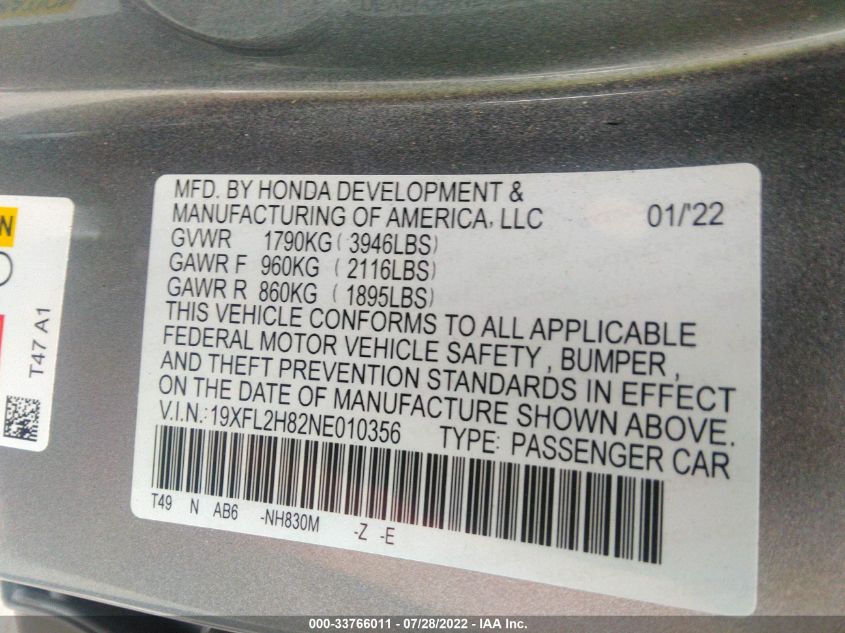 MFD. BY HONDA DEVELOPMENT &
MANUFACTURING OF AMERICA, LLC 01/'22
GVWR 1790KG ( 3946LBS)
GAWR F 960KG ( 2116LBS)
GAWR R 860KG ( 1895LBS)
THIS VEHICLE CONFORMS TO ALL APPLICABLE
FEDERAL MOTOR VEHICLE SAFETY , BUMPER ,
AND THEFT PREVENTION STANDARDS IN EFFECT
ON THE DATE OF MANUFACTURE SHOWN ABOVE.
V.I.N.:19XFL2H82NE010356 TYPE: PASSENGER CAR
T49 N AB6 -NH830M -Z -E
T47 A1
000-33766011 — 07/28/2022 — IAA Inc.